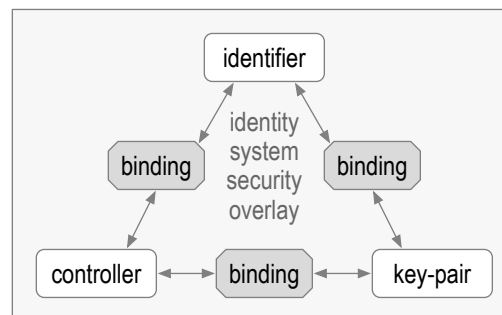 identifier
identity
system
security
overlay
binding
binding
controller
binding
key-pair